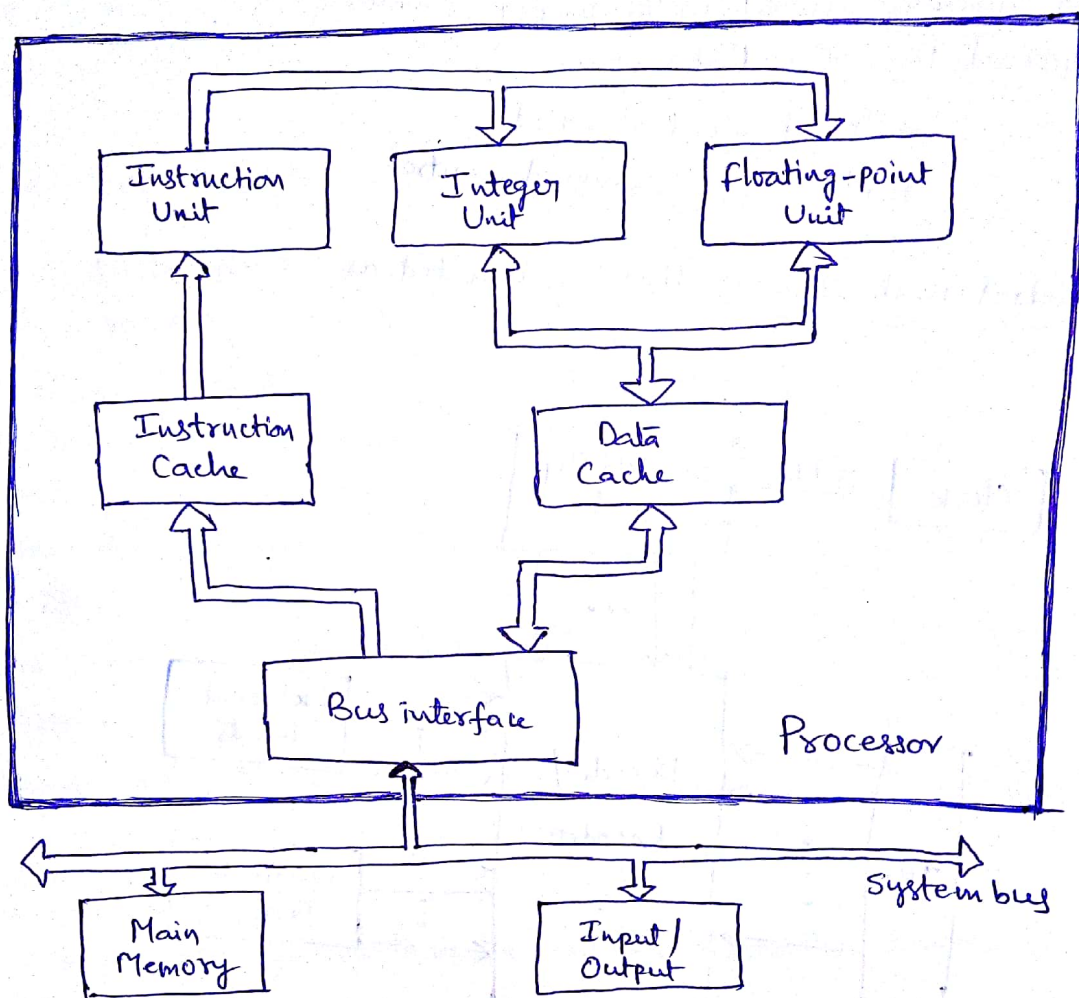 Instruction
Unit
Integer
Unit
floating-point
Unit
Instruction
Cache
Data
Cache
Bus interface
Processor
System bus
Main
Memory
Input/
Output